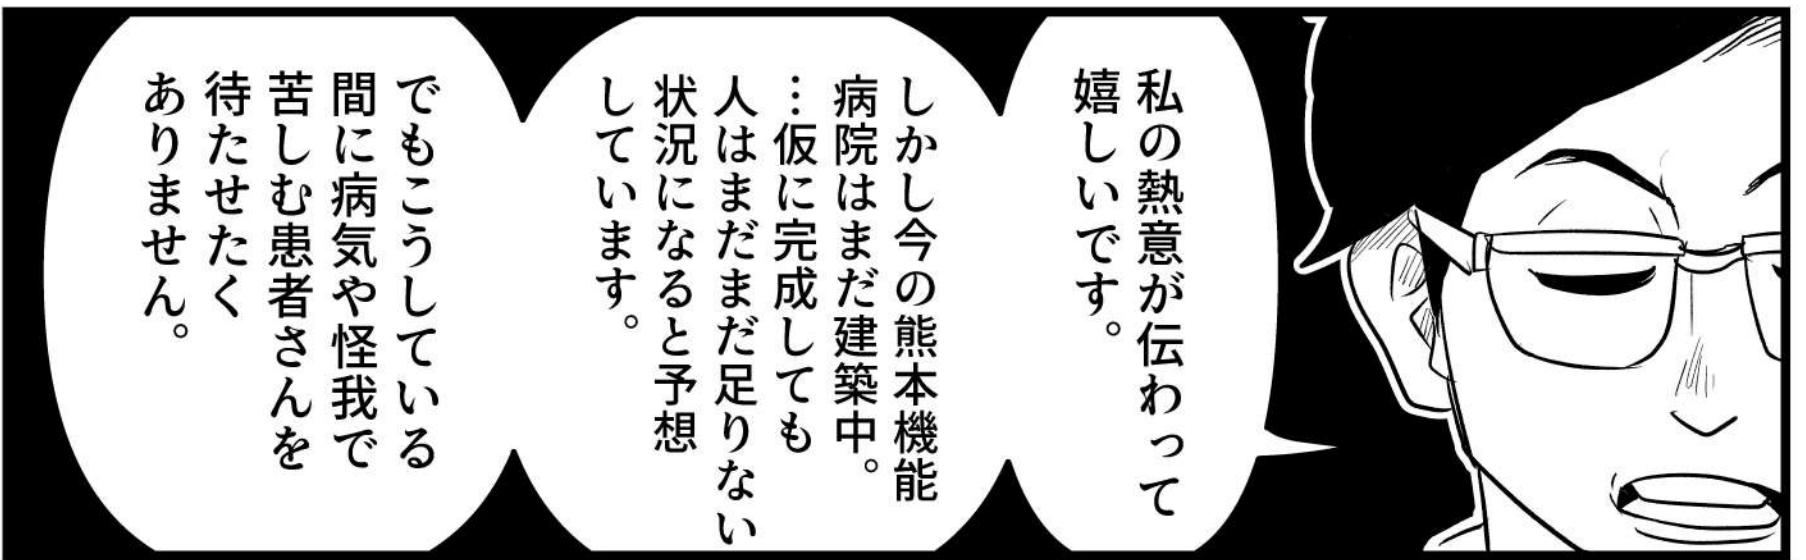 私の熱意が伝わって
嬉しいです。
しかし今の熊本機能
病院はまだ建築中。
…仮に完成しても
人はまだまだ足りない
状況になると予想
しています。
でもこうしている
間に病気や怪我で
苦しむ患者さんを
待たせたく
ありません。